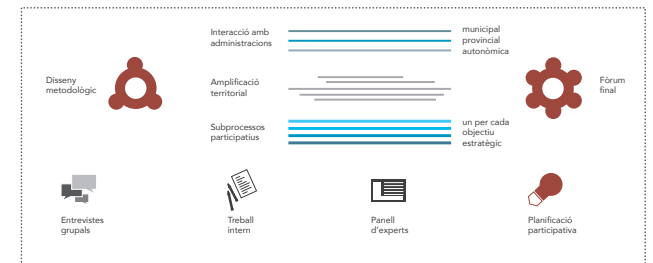 Disseny
metodològic
Interacció amb
administracions
municipal
provincial
autonòmica
Amplificació
territorial
Subprocessos
participatius
un per cada
objectiu
estratègic
Fòrum
final
Entrevistes
grupals
Treball
intern
Panell
d'experts
Planificació
participativa